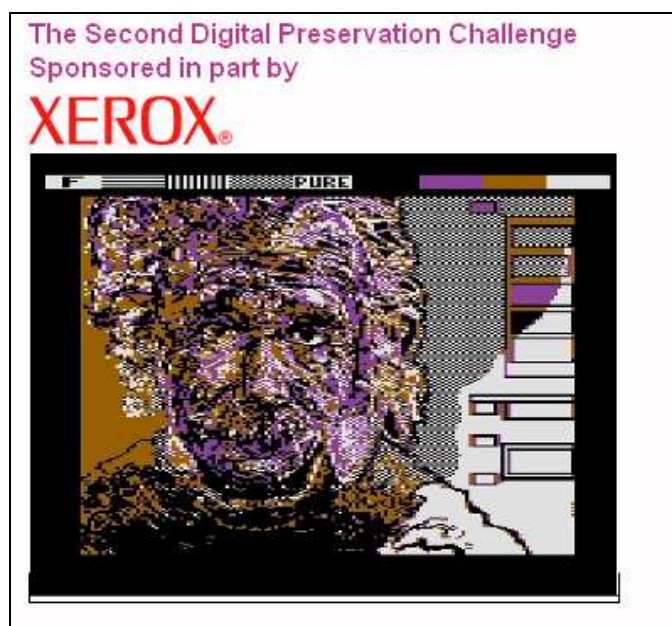 The Second Digital Preservation Challenge
Sponsored in part by
XEROX®
F PURE